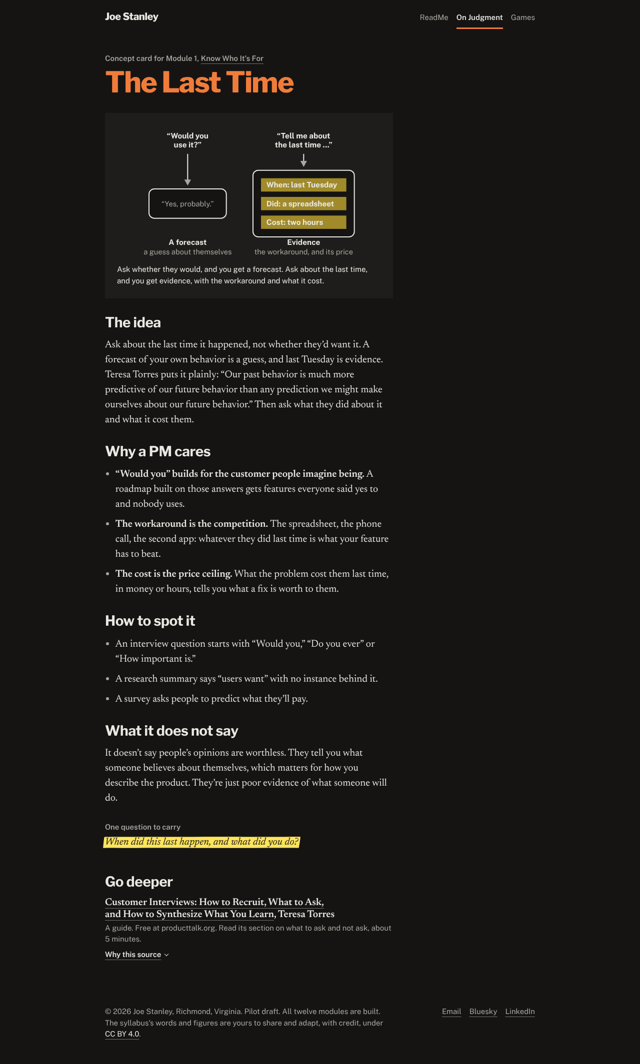 Joe Stanley
ReadMe On Judgment Games
Concept card for Module 1, Know Who It's For
The Last Time
“Would you
use it?”
“Tell me about
the last time …”
“Yes, probably.”
When: last Tuesday
Did: a spreadsheet
Cost: two hours
A forecast
a guess about themselves
Evidence
the workaround, and its price
Ask whether they would, and you get a forecast. Ask about the last time,
and you get evidence, with the workaround and what it cost.
The idea
Ask about the last time it happened, not whether they’d want it. A
forecast of your own behavior is a guess, and last Tuesday is evidence.
Teresa Torres puts it plainly: “Our past behavior is much more
predictive of our future behavior than any prediction we might make
ourselves about our future behavior.” Then ask what they did about it
and what it cost them.
Why a PM cares
“Would you” builds for the customer people imagine being. A
roadmap built on those answers gets features everyone said yes to
and nobody uses.
The workaround is the competition. The spreadsheet, the phone
call, the second app: whatever they did last time is what your feature
has to beat.
The cost is the price ceiling. What the problem cost them last time,
in money or hours, tells you what a fix is worth to them.
How to spot it
An interview question starts with “Would you,” “Do you ever” or
“How important is.”
A research summary says “users want” with no instance behind it.
A survey asks people to predict what they’ll pay.
What it does not say
It doesn’t say people’s opinions are worthless. They tell you what
someone believes about themselves, which matters for how you
describe the product. They’re just poor evidence of what someone will
do.
One question to carry
When did this last happen, and what did you do?
Go deeper
Customer Interviews: How to Recruit, What to Ask,
and How to Synthesize What You Learn, Teresa Torres
A guide. Free at producttalk.org. Read its section on what to ask and not ask, about
5 minutes.
Why this source
© 2026 Joe Stanley, Richmond, Virginia. Pilot draft. All twelve modules are built.
The syllabus’s words and figures are yours to share and adapt, with credit, under
CC BY 4.0.
Email Bluesky LinkedIn